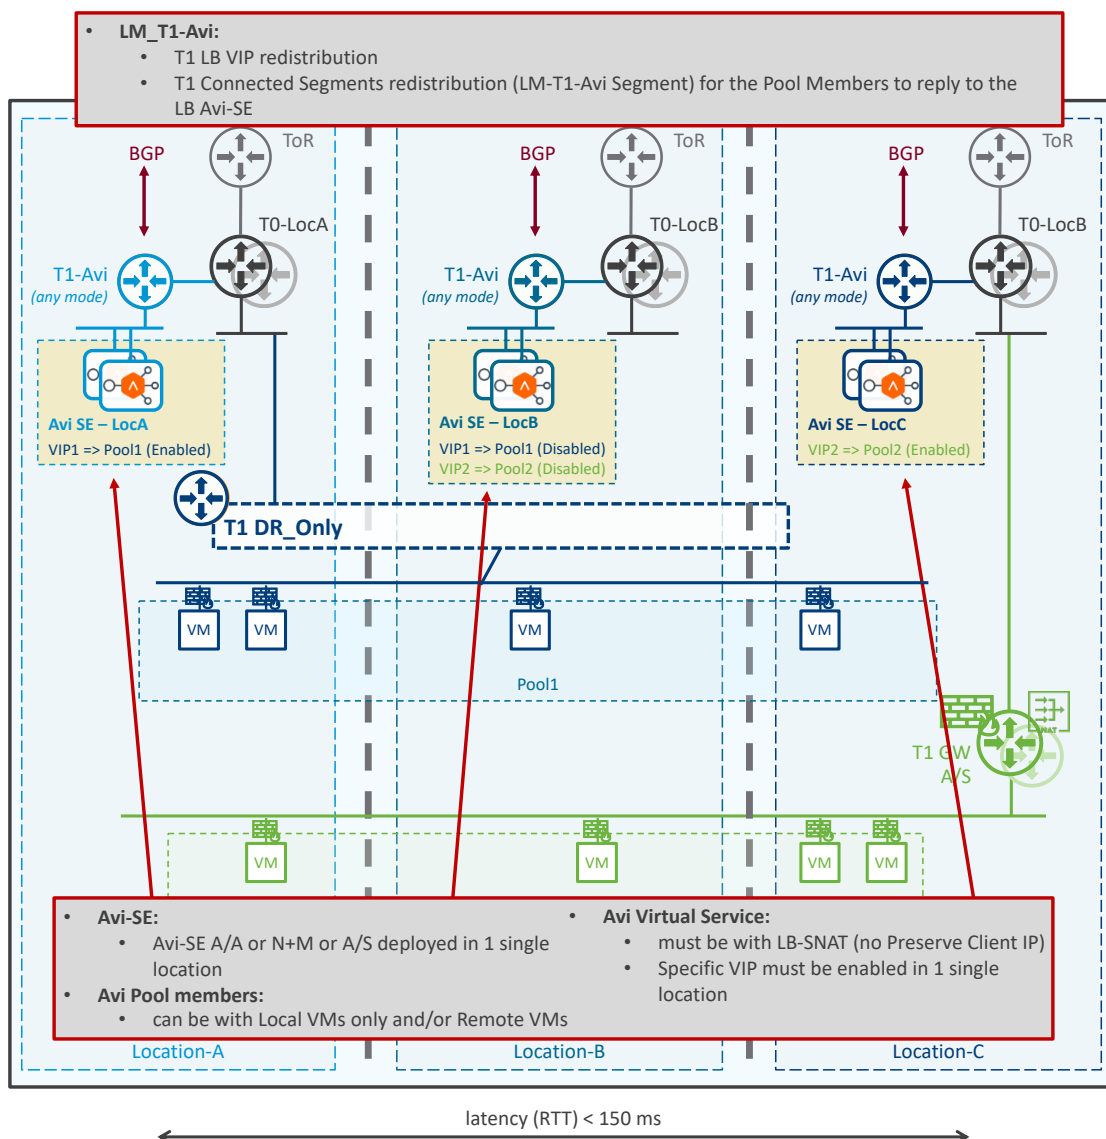 • LM_T1-Avi:
• T1 LB VIP redistribution
• T1 Connected Segments redistribution (LM-T1-Avi Segment) for the Pool Members to reply to the
LB Avi-SE
ToR
ToR
ToR
BGP
BGP
BGP
T0-LocA
T0-LocB
T0-LocB
T1-Avi
(any mode)
T1-Avi
(any mode)
T1-Avi
(any mode)
Avi SE – LocA
VIP1 => Pool1 (Enabled)
Avi SE – LocB
VIP1 => Pool1 (Disabled)
VIP2 => Pool2 (Disabled)
Avi SE – LocC
VIP2 => Pool2 (Enabled)
T1 DR_Only
VM
VM
VM
VM
Pool1
NAT
T1 GW
A/S
VM
VM
VM
VM
• Avi-SE:
• Avi-SE A/A or N+M or A/S deployed in 1 single
location
• Avi Pool members:
• can be with Local VMs only and/or Remote VMs
• Avi Virtual Service:
• must be with LB-SNAT (no Preserve Client IP)
• Specific VIP must be enabled in 1 single
location
Location-A
Location-B
Location-C
latency (RTT) < 150 ms